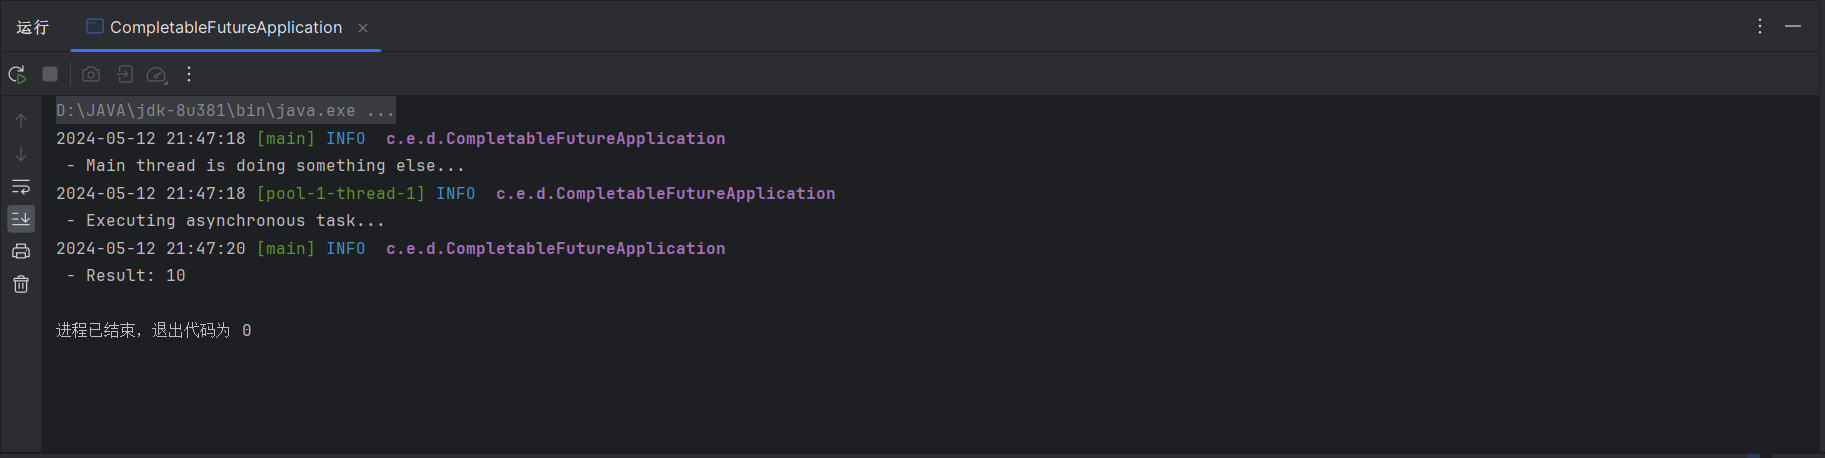 运行 CompletableFutureApplication
D:\JAVA\jdk-8u381\bin\java.exe ...
2024-05-12 21:47:18 [main] INFO  c.e.d.CompletableFutureApplication
 - Main thread is doing something else...
2024-05-12 21:47:18 [pool-1-thread-1] INFO  c.e.d.CompletableFutureApplication
 - Executing asynchronous task...
2024-05-12 21:47:20 [main] INFO  c.e.d.CompletableFutureApplication
 - Result: 10
进程已结束，退出代码为 0